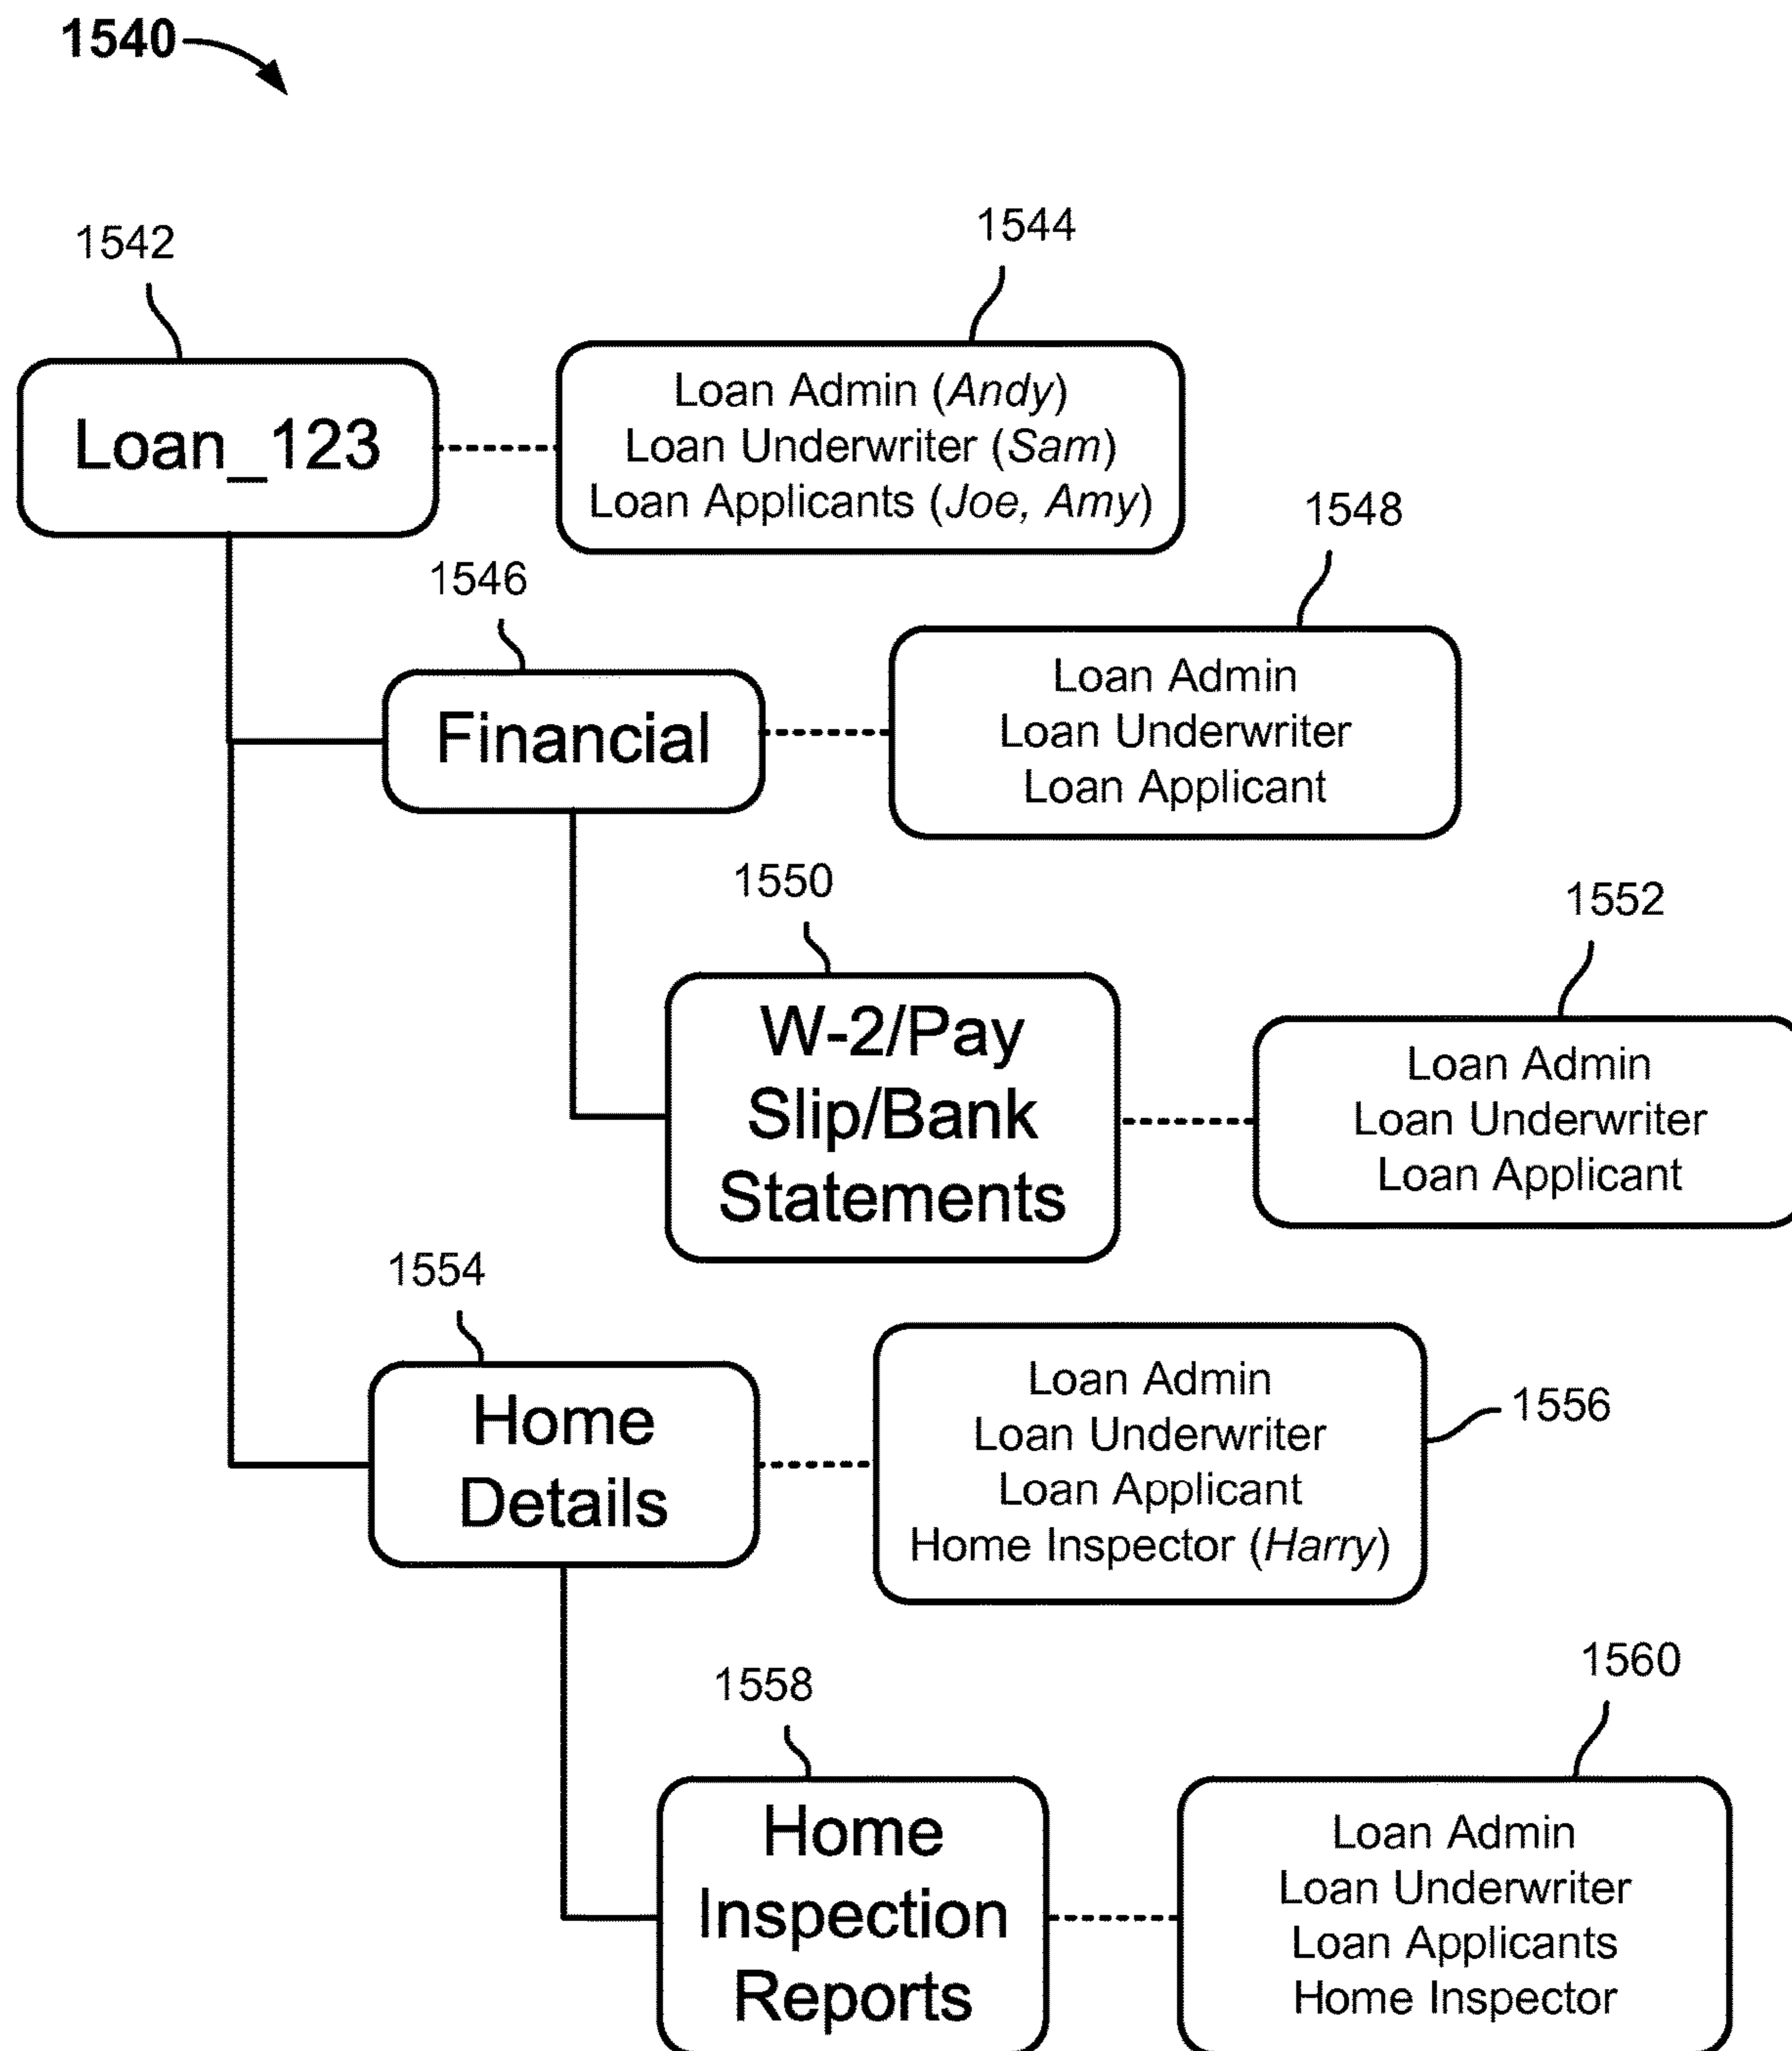 1540
1542
1544
Loan_123
Loan Admin (Andy)
Loan Underwriter (Sam)
Loan Applicants (Joe, Amy)
1546
1548
Financial
Loan Admin
Loan Underwriter
Loan Applicant
1550
1552
W-2/Pay
Slip/Bank
Statements
Loan Admin
Loan Underwriter
Loan Applicant
1554
1556
Home
Details
Loan Admin
Loan Underwriter
Loan Applicant
Home Inspector (Harry)
1558
1560
Home
Inspection
Reports
Loan Admin
Loan Underwriter
Loan Applicants
Home Inspector